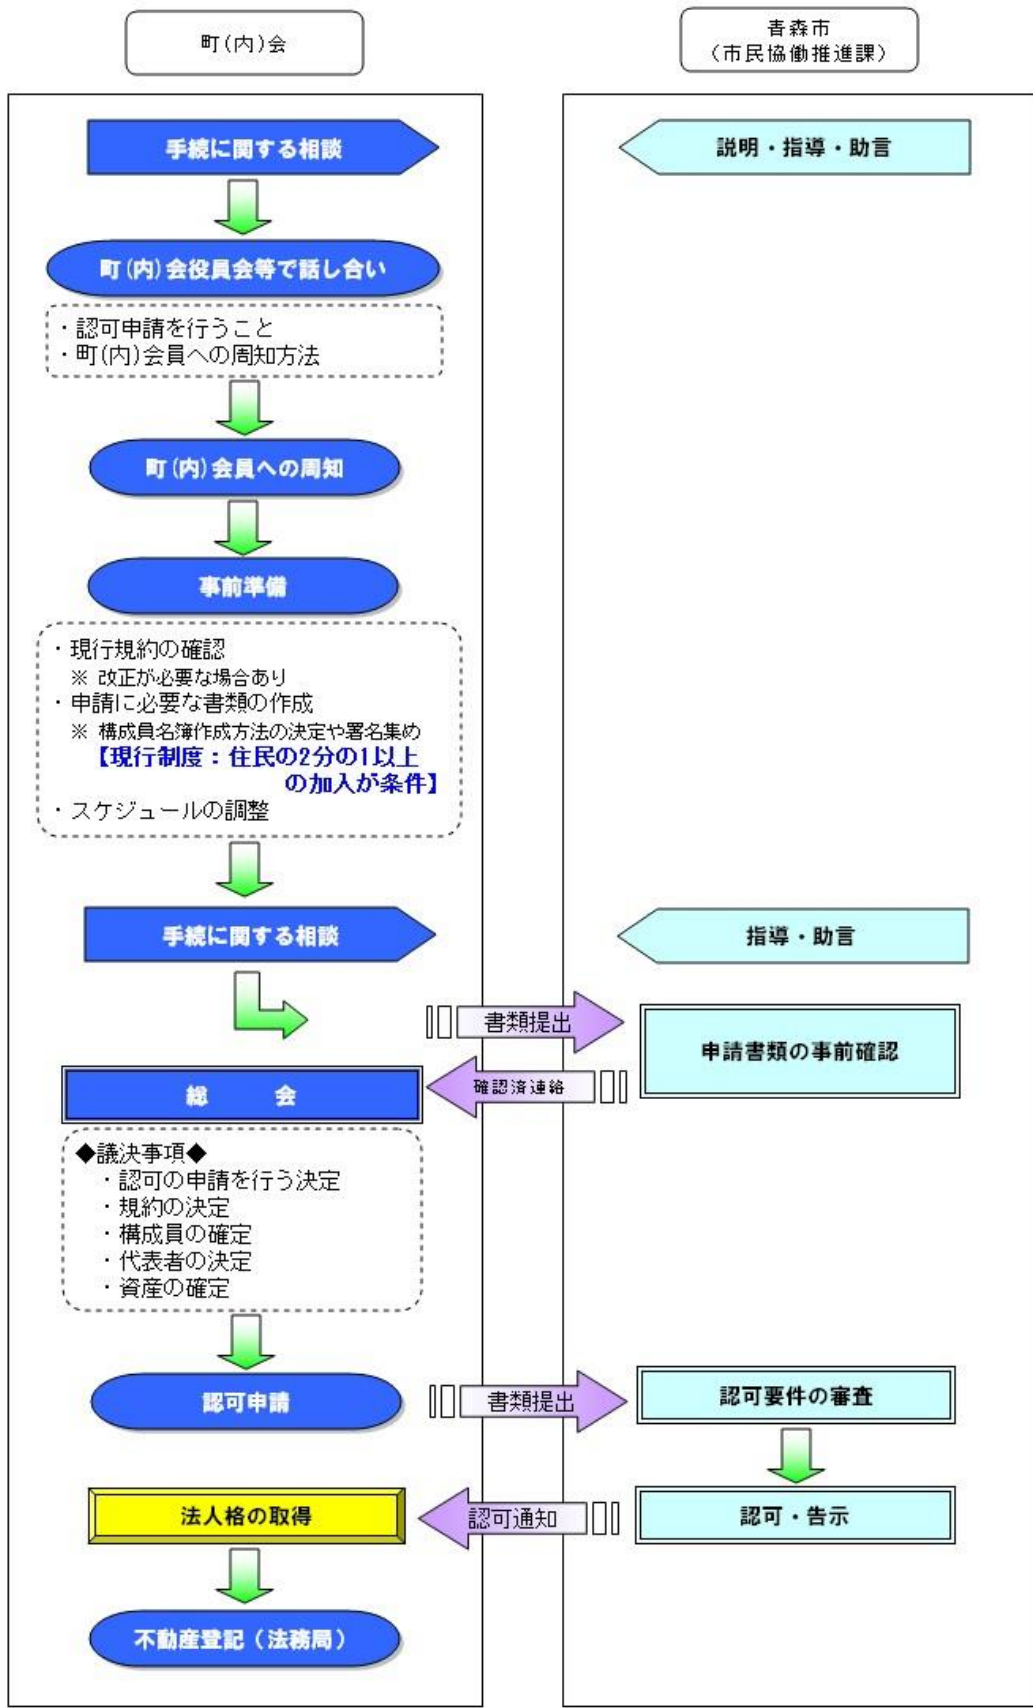 町(内)会
青森市
(市民協働推進課)
手続に関する相談
説明・指導・助言
町(内)会役員会等で話し合い
・認可申請を行うこと
・町(内)会員への周知方法
町(内)会員への周知
事前準備
・現行規約の確認
※ 改正が必要な場合あり
・申請に必要な書類の作成
※ 構成員名簿作成方法の決定や署名集め
【現行制度：住民の2分の1以上
の加入が条件】
・スケジュールの調整
手続に関する相談
指導・助言
書類提出
申請書類の事前確認
確認済連絡
総 会
◆議決事項◆
・認可の申請を行う決定
・規約の決定
・構成員の確定
・代表者の決定
・資産の確定
認可申請
書類提出
認可要件の審査
法人格の取得
認可通知
認可・告示
不動産登記(法務局)